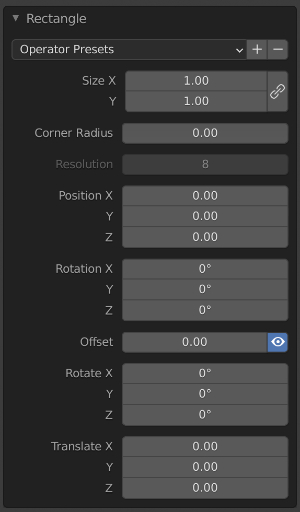 Rectangle
Operator Presets
Size X 1.00
Y 1.00
Corner Radius 0.00
Resolution 8
Position X 0.00
Y 0.00
Z 0.00
Rotation X 0°
Y 0°
Z 0°
Offset 0.00
Rotate X 0°
Y 0°
Z 0°
Translate X 0.00
Y 0.00
Z 0.00